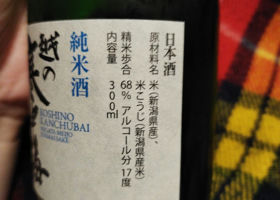 日本酒
原材料名 米(新潟県産)、
米こうじ(新潟県産米)
精米歩合 68% アルコール分 17度
内容量 300ml
純米酒
越の寒中梅
KOSHINO
KANCHUBAI
NIIGATA MEIJO